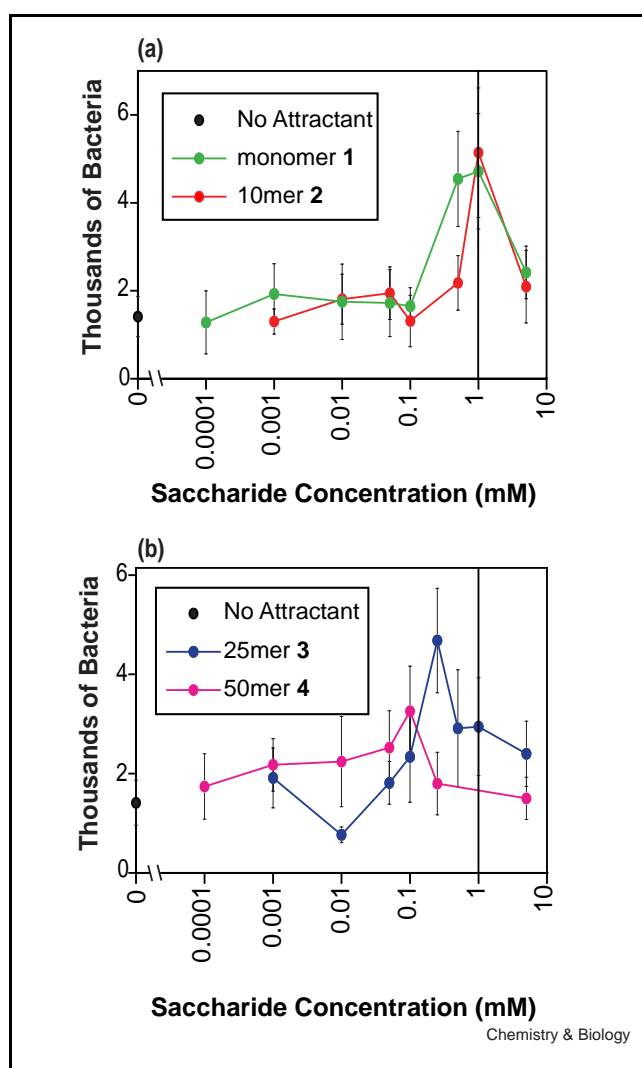 (a)
Thousands of Bacteria
6
4
2
0
No Attractant
monomer 1
10mer 2
0
0.0001
0.001
0.01
0.1
1
10
Saccharide Concentration (mM)
(b)
Thousands of Bacteria
6
4
2
0
No Attractant
25mer 3
50mer 4
0
0.0001
0.001
0.01
0.1
1
10
Saccharide Concentration (mM)
Chemistry & Biology